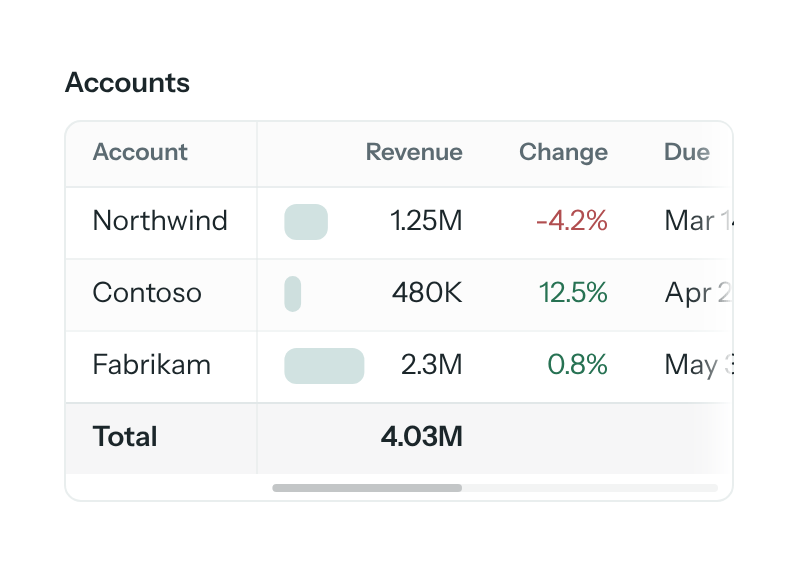 Accounts
Account Revenue Change Due
Northwind 1.25M -4.2% Mar
Contoso 480K 12.5% Apr
Fabrikam 2.3M 0.8% May
Total 4.03M